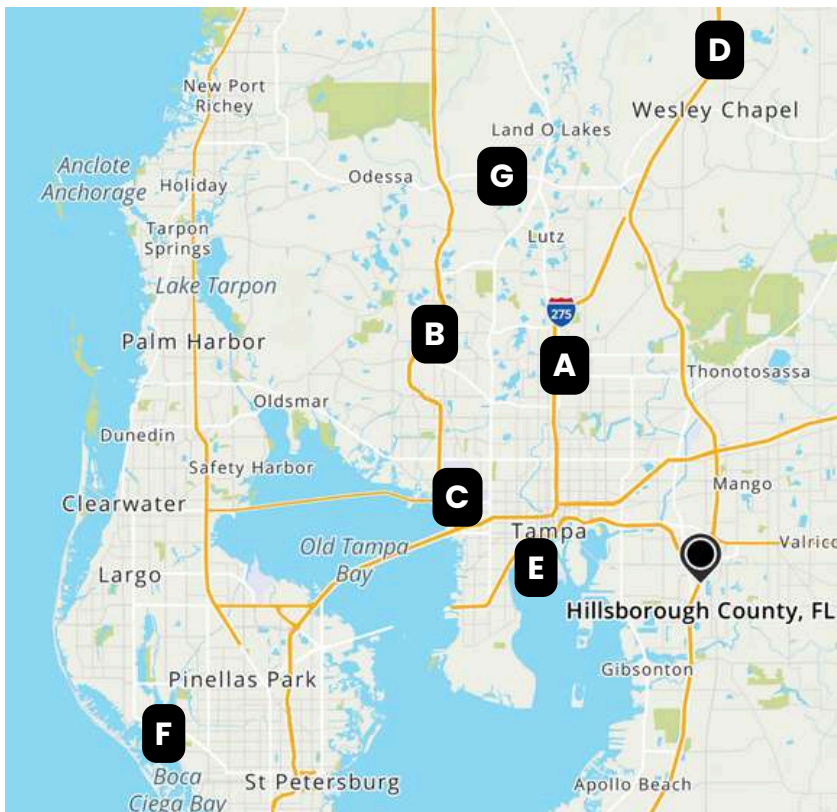 D
New Port
Richey
Wesley Chapel
Land O Lakes
Anclote
Anchorage
G
Odessa
Holiday
Tarpon
Springs
Lutz
Lake Tarpon
275
B
Palm Harbor
A
Thonotosassa
Oldsmar
Dunedin
Safety Harbor
Mango
Clearwater
C
Tampa
Old Tampa
Bay
Valrico
E
Largo
Hillsborough County, FL
Gibsonton
Pinellas Park
F
Boca
Ciega Bay
St Petersburg
Apollo Beach